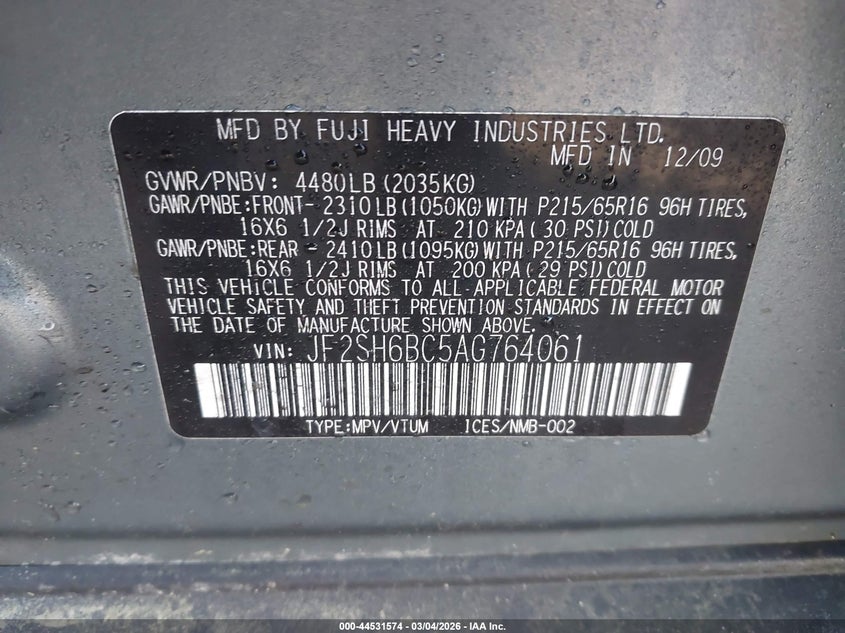 MFD BY FUJI HEAVY INDUSTRIES LTD.
MFD IN 12/09
GVWR/PNBV: 4480LB (2035KG)
GAWR/PNBE:FRONT-2310LB(1050KG)WITH P215/65R16 96H TIRES,
16X6 1/2J RIMS AT 210 KPA(30 PSI)COLD
GAWR/PNBE:REAR -2410LB(1095KG)WITH P215/65R16 96H TIRES,
16X6 1/2J RIMS AT 200 KPA(29 PSI)COLD
THIS VEHICLE CONFORMS TO ALL APPLICABLE FEDERAL MOTOR
VEHICLE SAFETY AND THEFT PREVENTION STANDARDS IN EFFECT ON
THE DATE OF MANUFACTURE SHOWN ABOVE.
VIN: JF2SH6BC5AG764061
TYPE:MPV/VTUM ICES/NMB-002
000-44531574 | 03/04/2026 - IAA Inc.